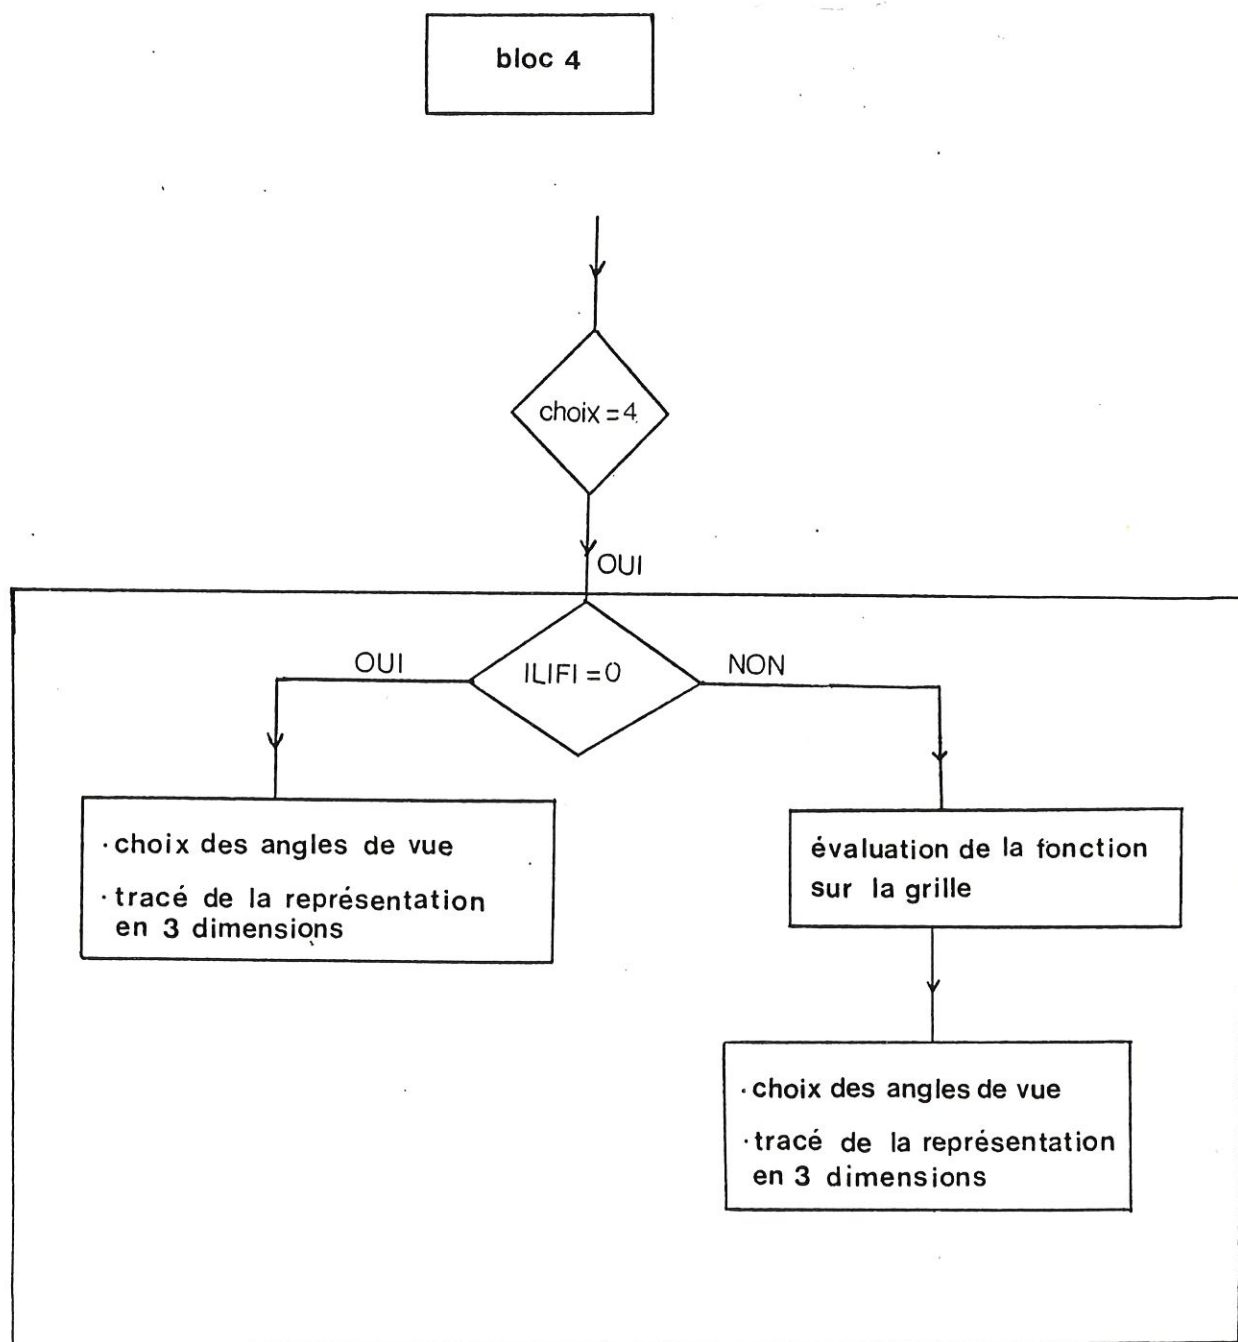 bloc 4
choix = 4
OUI
OUI
ILIFI = 0
NON
· choix des angles de vue
· tracé de la représentation
en 3 dimensions
évaluation de la fonction
sur la grille
· choix des angles de vue
· tracé de la représentation
en 3 dimensions